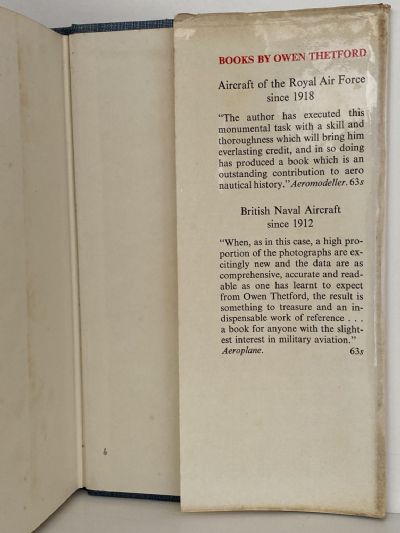 BOOKS BY OWEN THETFORD
Aircraft of the Royal Air Force
since 1918
"The author has executed this
monumental task with a skill and
thoroughness which will bring him
everlasting credit, and in so doing
has produced a book which is an
outstanding contribution to aero
nautical history." Aeromodeller. 63s
British Naval Aircraft
since 1912
"When, as in this case, a high pro-
portion of the photographs are ex-
citingly new and the data are as
comprehensive, accurate and read-
able as one has learnt to expect
from Owen Thetford, the result is
something to treasure and an in-
dispensable work of reference . . .
a book for anyone with the slight-
est interest in military aviation."
Aeroplane. 63s